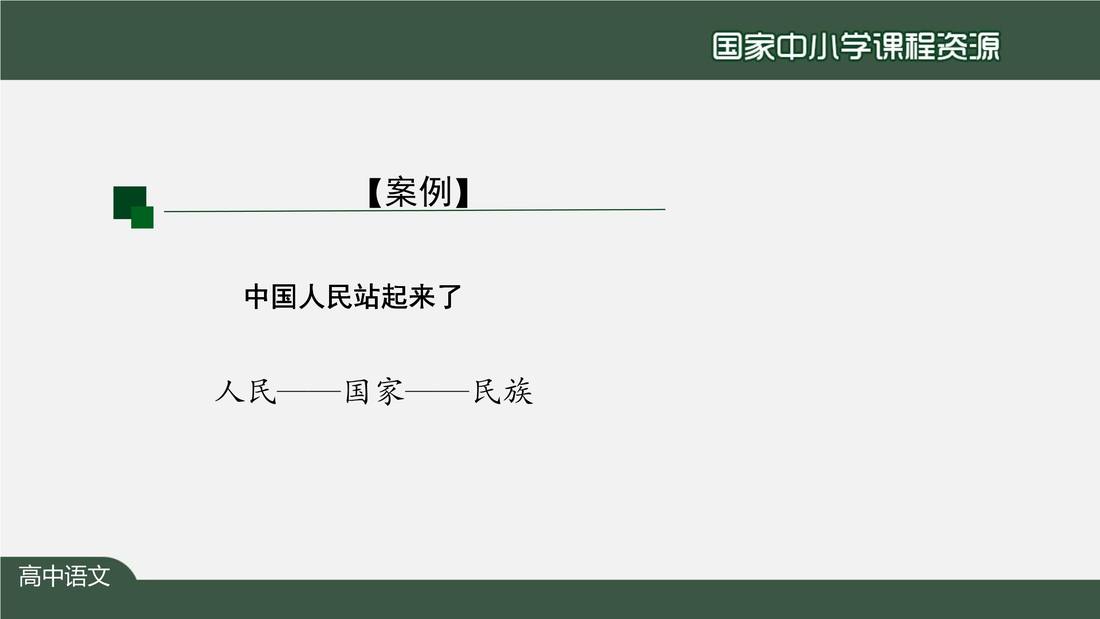 国家中小学课程资源
【案例】
中国人民站起来了
人民——国家——民族
高中语文